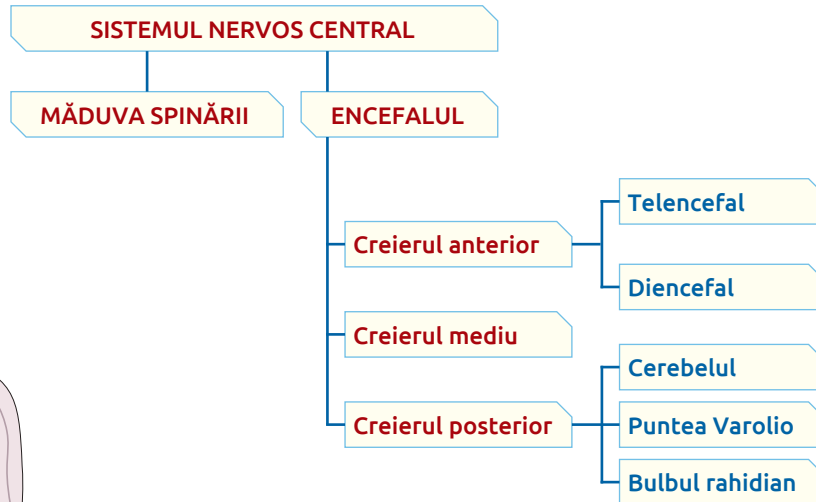 SISTEMUL NERVOS CENTRAL
MĂDUVA SPINĂRII
ENCEFALUL
Creierul anterior
Telencefal
Diencefal
Creierul mediu
Creierul posterior
Cerebelul
Puntea Varolio
Bulbul rahidian